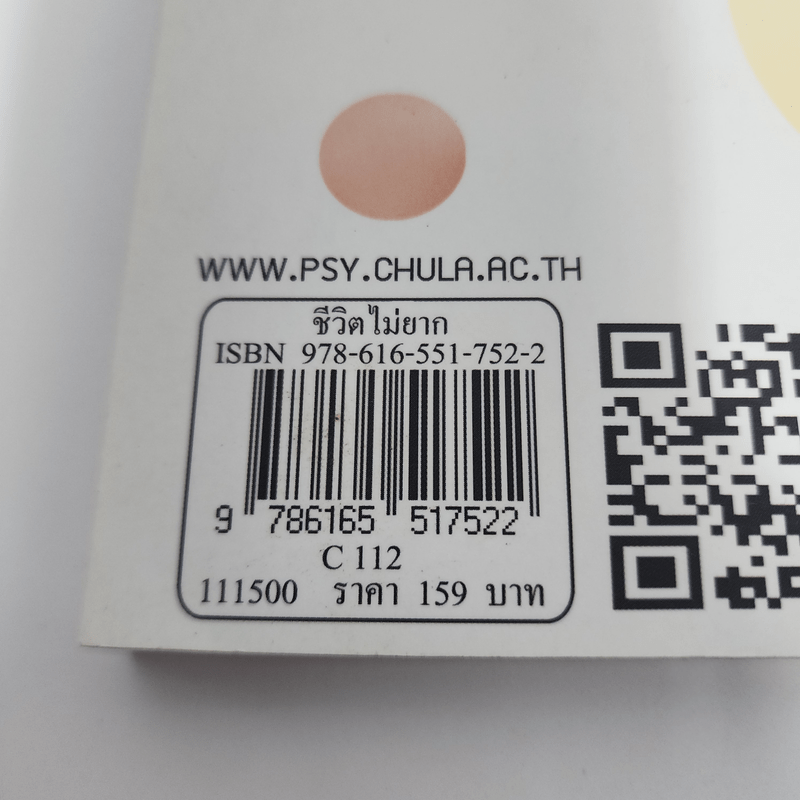 WWW.PSY.CHULA.AC.TH
ชีวิตไม่ยาก
ISBN 978-616-551-752-2
9 786165 517522
C 112
111500 ราคา 159 บาท